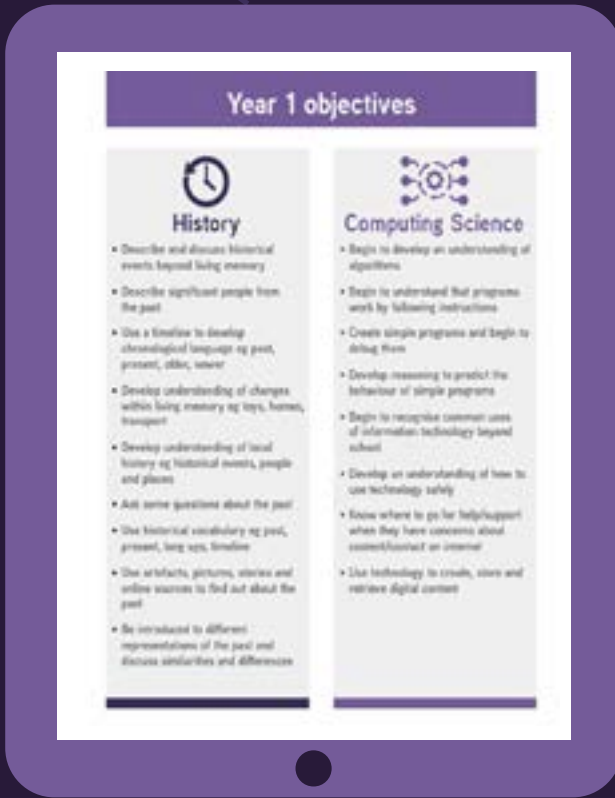 Year 1 objectives
History
• Describe and discuss historical
events beyond living memory
• Describe significant people from
the past
• Use a timeline to develop
chronological language eg past,
present, older, newer
• Develop understanding of changes
within living memory eg toys, homes,
transport
• Develop understanding of local
history eg historical events, people
and places
• Ask some questions about the past
• Use historical vocabulary eg past,
present, long ago, timeline
• Use artefacts, pictures, stories and
online sources to find out about the
past
• Be introduced to different
representations of the past and
discuss similarities and differences
Computing Science
• Begin to develop an understanding of
algorithms
• Begin to understand that programs
work by following instructions
• Create simple programs and begin to
debug them
• Develop reasoning to predict the
behaviour of simple programs
• Begin to recognise common uses
of information technology beyond
school
• Develop an understanding of how to
use technology safely
• Know where to go for help/support
when they have concerns about
content/contact on internet
• Use technology to create, store and
retrieve digital content